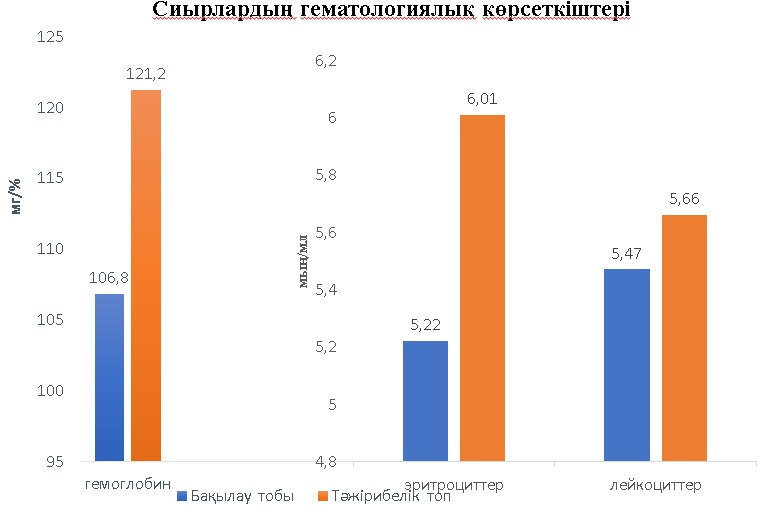 Сиырлардың гематологиялық көрсеткіштері
125
120
115
110
105
100
95
мг/%
121,2
106,8
гемоглобин
6,2
6
5,8
5,6
5,4
5,2
5
4,8
мың/мл
6,01
5,22
5,66
5,47
эритроциттер
лейкоциттер
Бақылау тобы
Тәжірибелік топ